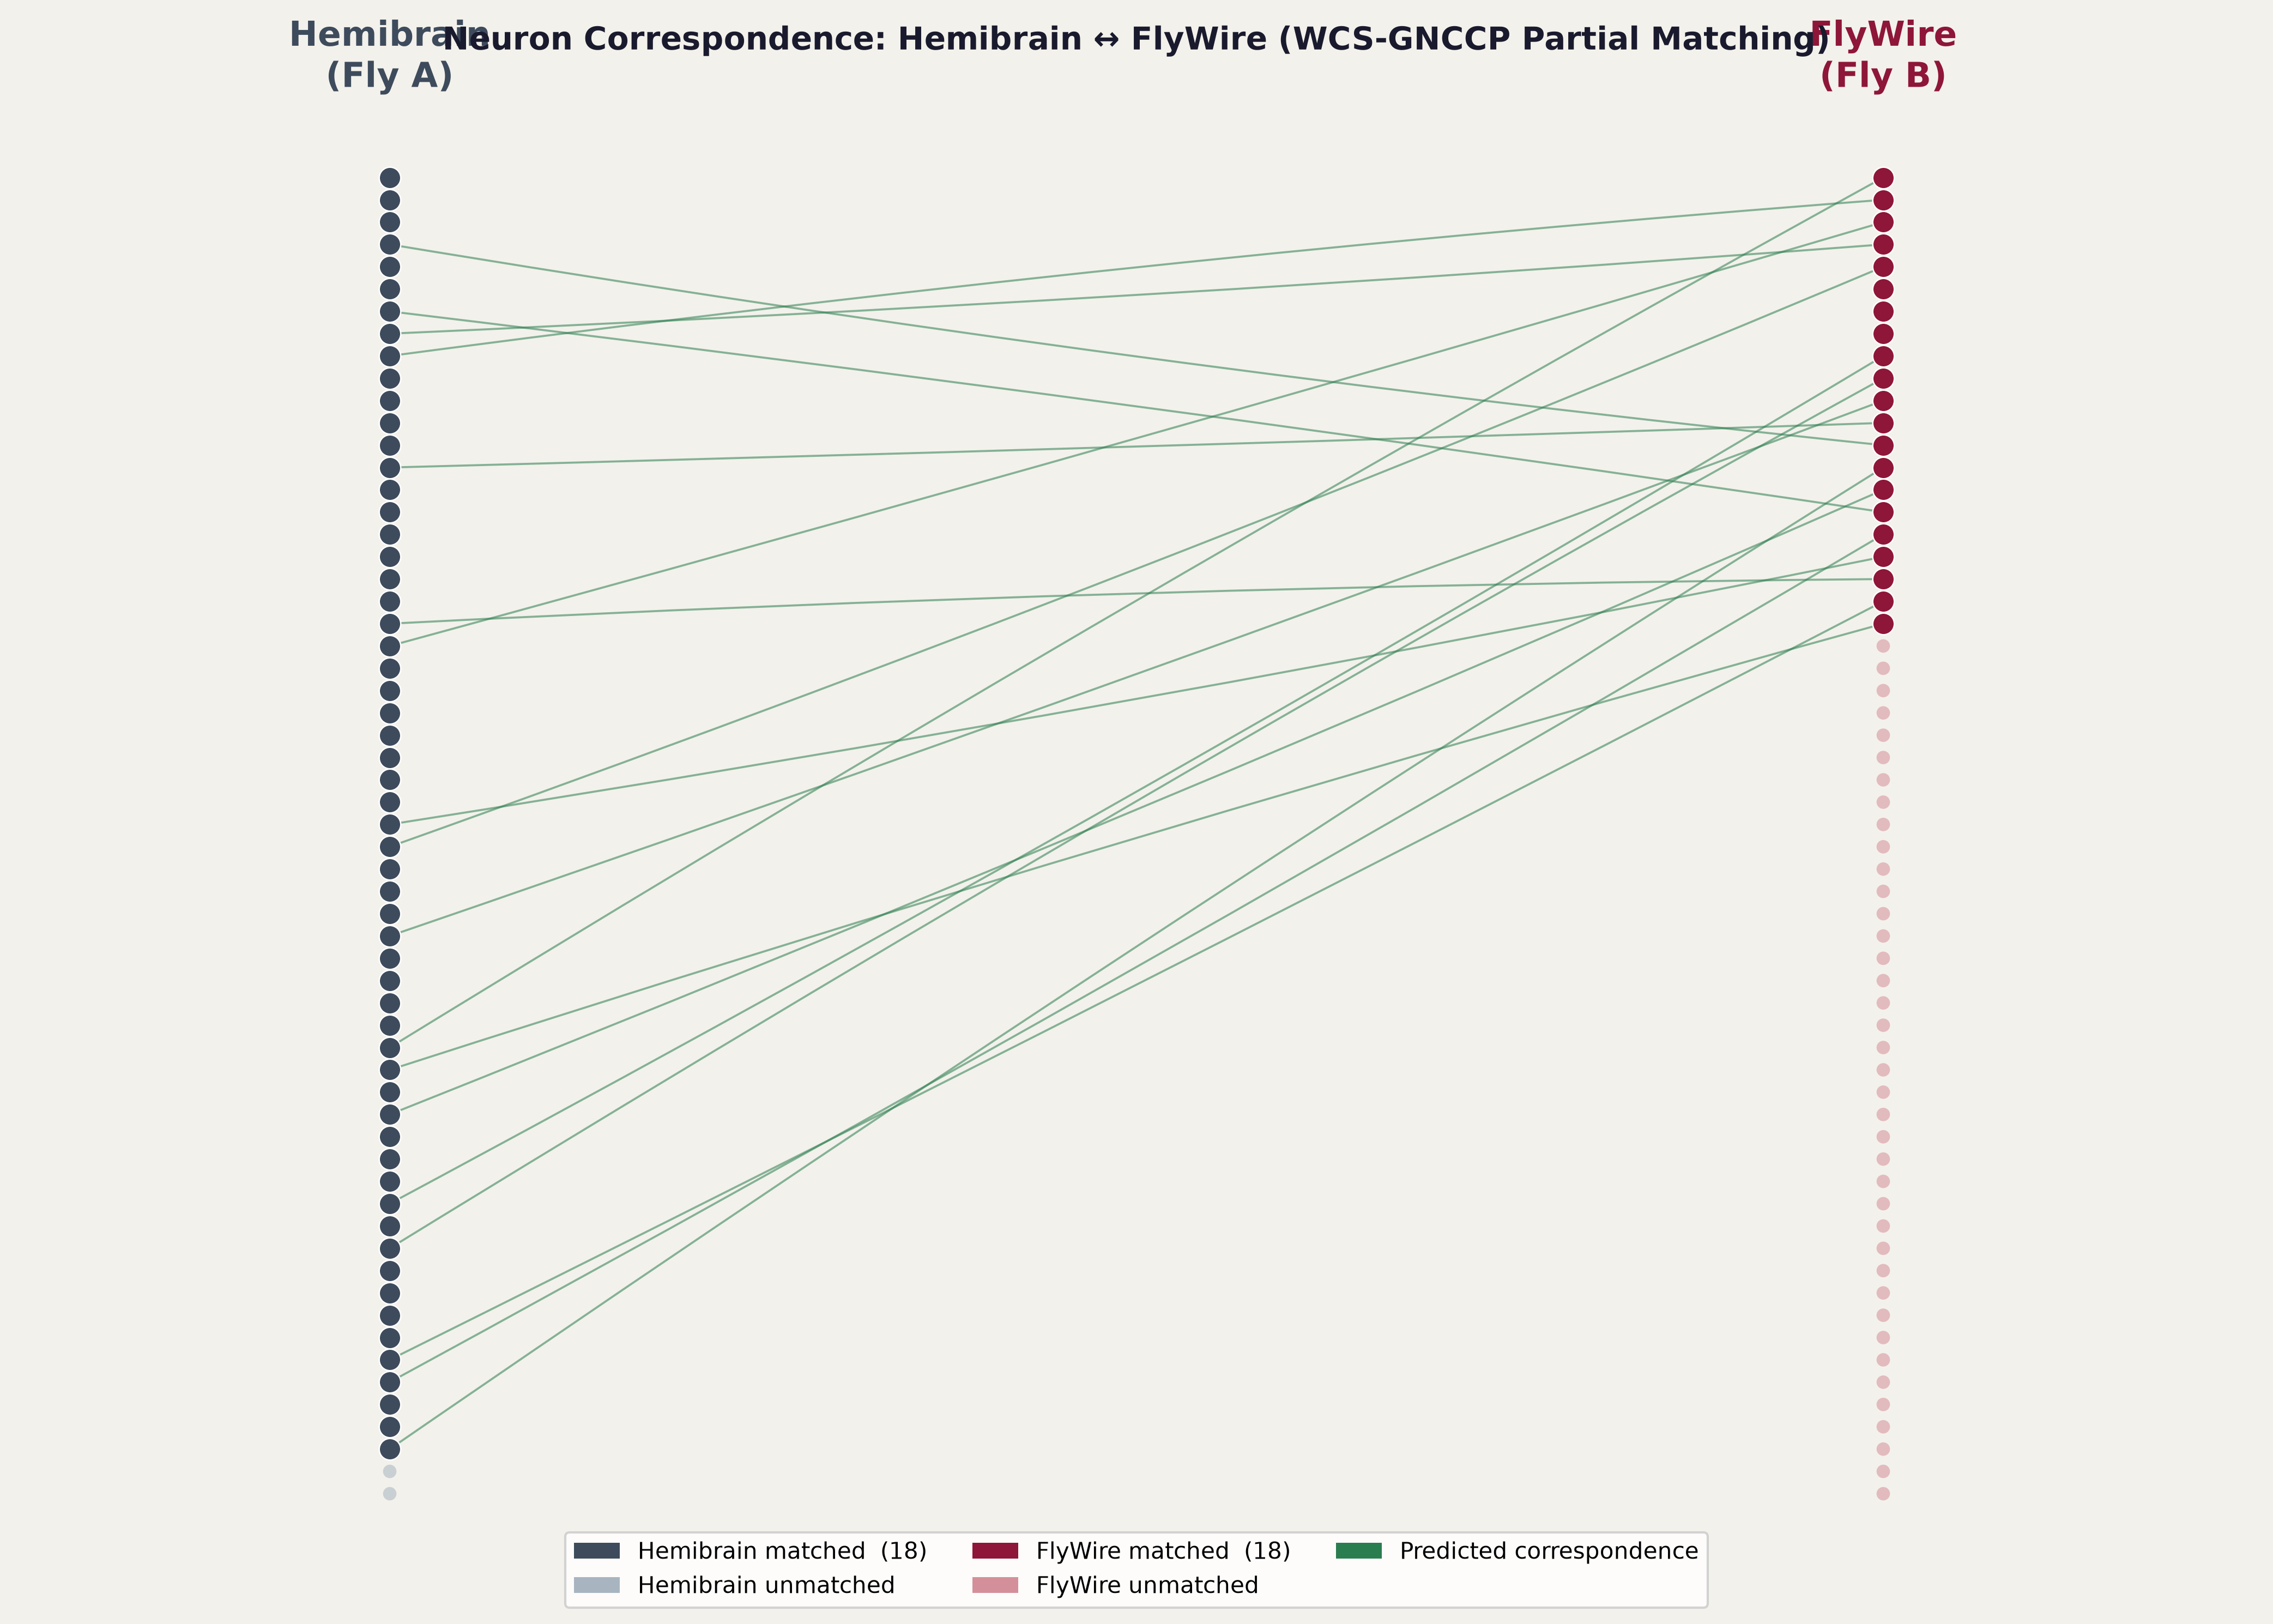 Hemibrain
(Fly A)
Neuron Correspondence: Hemibrain ↔ FlyWire (WCS-GNCCP Partial Matching)
FlyWire
(Fly B)
Hemibrain matched (18)
Hemibrain unmatched
FlyWire matched (18)
FlyWire unmatched
Predicted correspondence